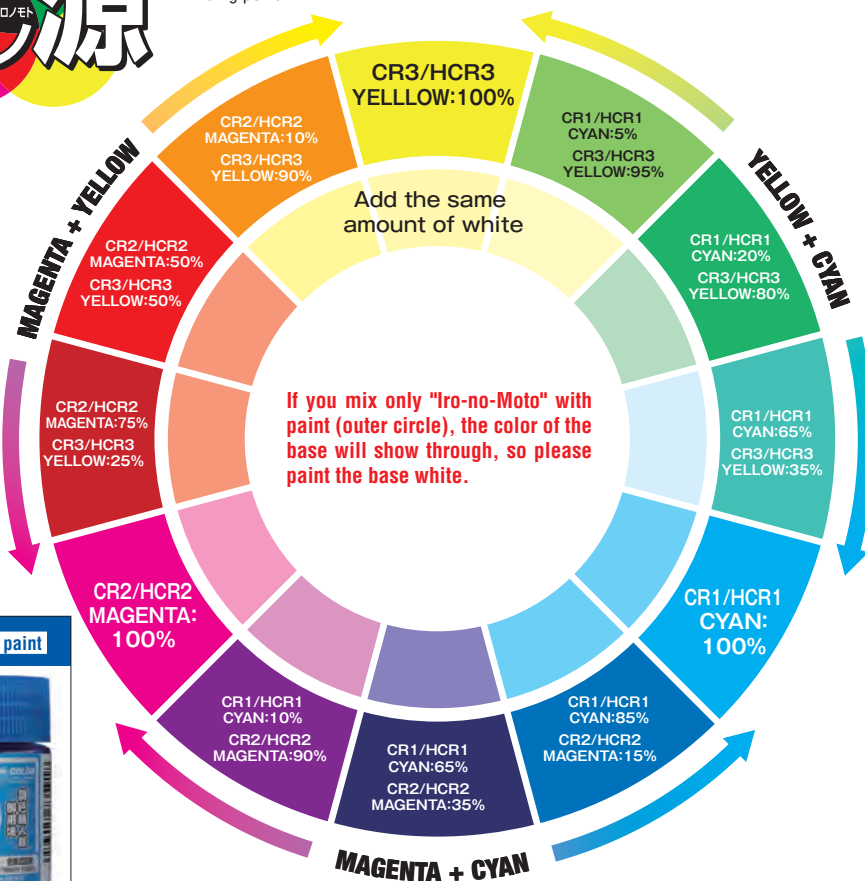 ロノモト
源
CR3/HCR3
YELLLOW:100%
CR1/HCR1
CYAN:5%
CR3/HCR3
YELLOW:95%
CR1/HCR1
CYAN:20%
CR3/HCR3
YELLOW:80%
CR1/HCR1
CYAN:65%
CR3/HCR3
YELLOW:35%
CR1/HCR1
CYAN:
100%
CR1/HCR1
CYAN:85%
CR2/HCR2
MAGENTA:15%
CR1/HCR1
CYAN:65%
CR2/HCR2
MAGENTA:35%
CR1/HCR1
CYAN:10%
CR2/HCR2
MAGENTA:90%
CR2/HCR2
MAGENTA:
100%
CR2/HCR2
MAGENTA:75%
CR3/HCR3
YELLOW:25%
CR2/HCR2
MAGENTA:50%
CR3/HCR3
YELLOW:50%
CR2/HCR2
MAGENTA:10%
CR3/HCR3
YELLOW:90%
MAGENTA + YELLOW
YELLOW + CYAN
MAGENTA + CYAN
Add the same
amount of white
If you mix only "Iro-no-Moto" with
paint (outer circle), the color of the
base will show through, so please
paint the base white.
paint